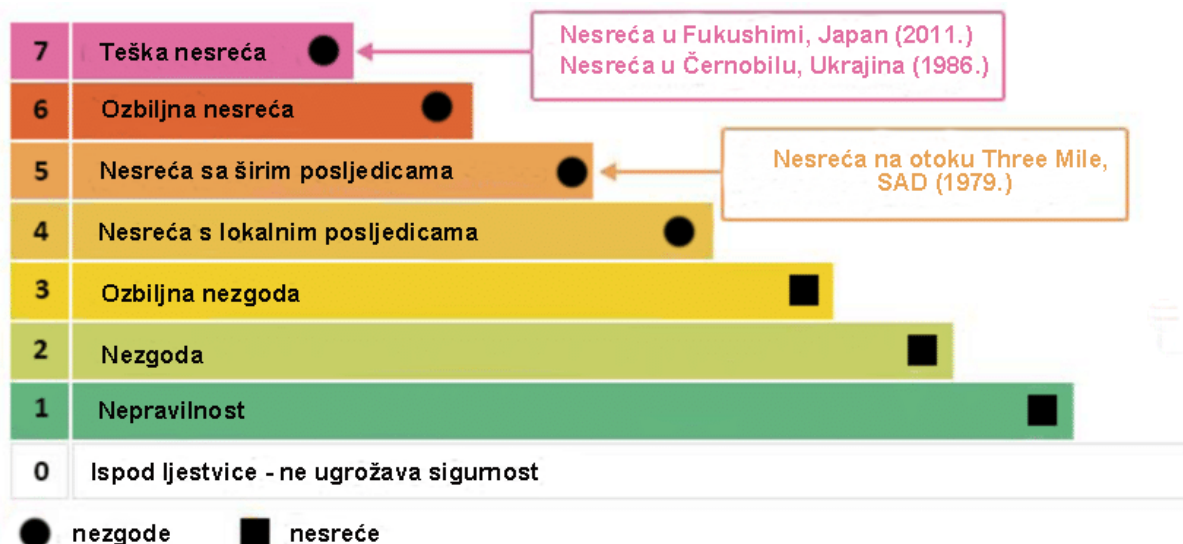 7 Teška nesreća
Nesreća u Fukushimi, Japan (2011.)
Nesreća u Černobilu, Ukrajina (1986.)
6 Ozbiljna nesreća
5 Nesreća sa širim posljedicama
Nesreća na otoku Three Mile,
SAD (1979.)
4 Nesreća s lokalnim posljedicama
3 Ozbiljna nezgoda
2 Nezgoda
1 Nepravilnost
0 Ispod ljestvice - ne ugrožava sigurnost
nezgode nesreće